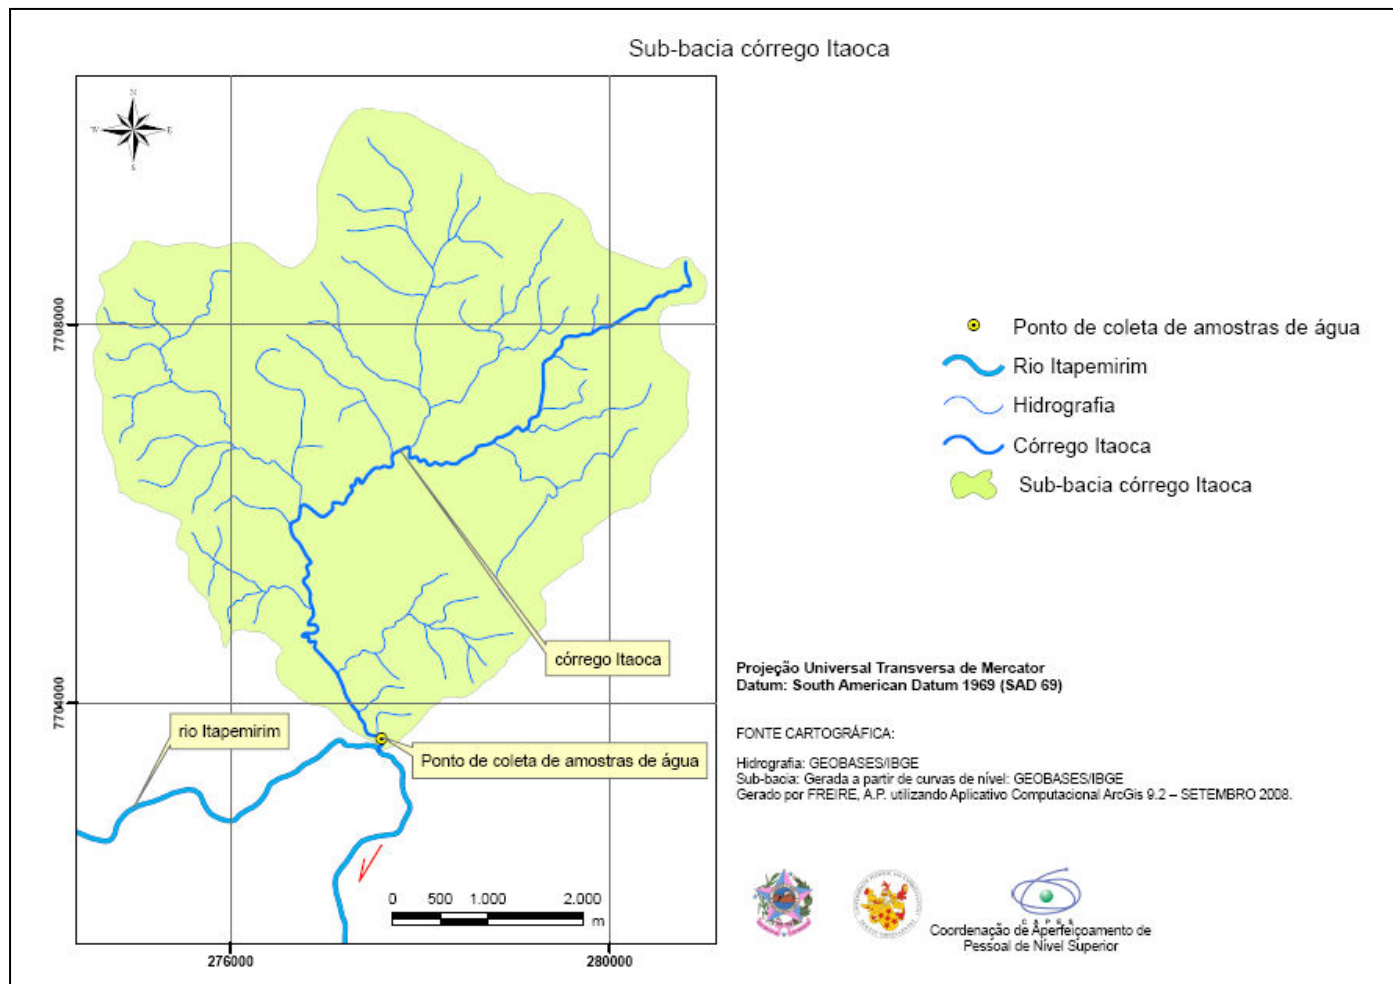 Sub-bacia córrego Itaoca
N
W
E
S
7708000
7704000
276000
280000
córrego Itaoca
rio Itapemirim
Ponto de coleta de amostras de água
0 500 1.000 2.000
m
Ponto de coleta de amostras de água
Rio Itapemirim
Hidrografia
Córrego Itaoca
Sub-bacia córrego Itaoca
Projeção Universal Transversa de Mercator
Datum: South American Datum 1969 (SAD 69)
FONTE CARTOGRÁFICA:
Hidrografia: GEOBASES/IBGE
Sub-bacia: Gerada a partir de curvas de nível: GEOBASES/IBGE
Gerado por FREIRE, A.P. utilizando Aplicativo Computacional ArcGis 9.2 – SETEMBRO 2008.
CAPES
Coordenação de Aperfeiçoamento de
Pessoal de Nível Superior